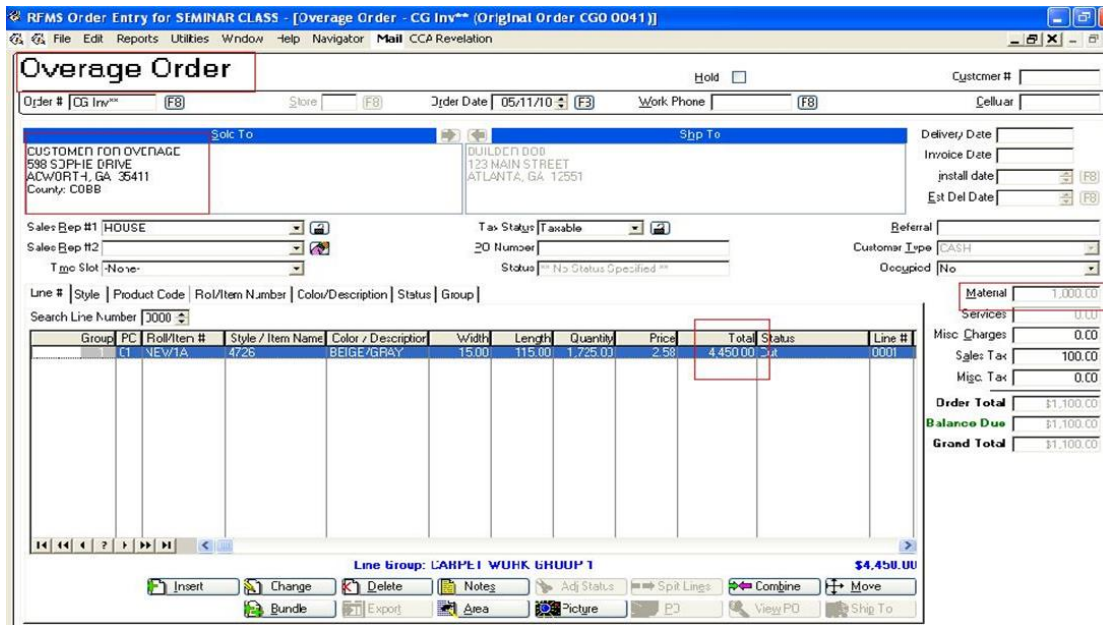 RFMS Order Entry for SEMINAR CLASS - [Overage Order - CG Inv** (Original Order CG0 0041)]
File Edit Reports Utilities Window Help Navigator Mail CCA Revelation
Overage Order
Hold
Customer #
Order # CG Inv** F8 Store F8 Order Date 05/11/10 F3 Work Phone F8 Celluar
Sold To Ship To
Delivery Date
CUSTOMER FOR OVERAGE
598 SOPHIE DRIVE
ACWORTH, GA 35411
County: COBB
BUILDER BOB
123 MAIN STREET
ATLANTA, GA 12551
Invoice Date
install date F8
Est Del Date F8
Sales Rep #1 HOUSE Tax Status Taxable Referral
Sales Rep #2 PO Number Customer Type CASH
Time Slot -None- Status ** No Status Specified ** Occupied No
Line # Style Product Code Roll/Item Number Color/Description Status Group
Material 1,000.00
Search Line Number 0000
Services 0.00
Group PC Roll/Item # Style / Item Name Color / Description Width Length Quantity Price Total Status Line #
1 C1 NEW1A 4726 BEIGE/GRAY 15.00 115.00 1,725.00 2.58 4,450.00 Cut 0001
Misc Charges 0.00
Sales Tax 100.00
Misc. Tax 0.00
Order Total $1,100.00
Balance Due $1,100.00
Grand Total $1,100.00
Line Group: CARPET WORK GROUP 1 $4,450.00
Insert Change Delete Notes Adj Status Split Lines Combine Move
Bundle Export Area Picture PO View PO Ship To